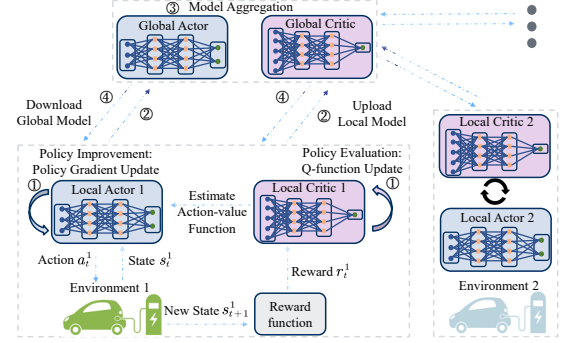 ③ Model Aggregation
Global Actor
Global Critic
Download
Global Model
④
②
④
②
Upload
Local Model
Policy Improvement:
Policy Gradient Update
①
Local Actor 1
Estimate
Action-value
Function
Policy Evaluation:
Q-function Update
①
Local Critic 1
Action a_t^1
State s_t^1
Environment 1
New State s_{t+1}^1
Reward r_t^1
Reward
function
Local Critic 2
Local Actor 2
Environment 2